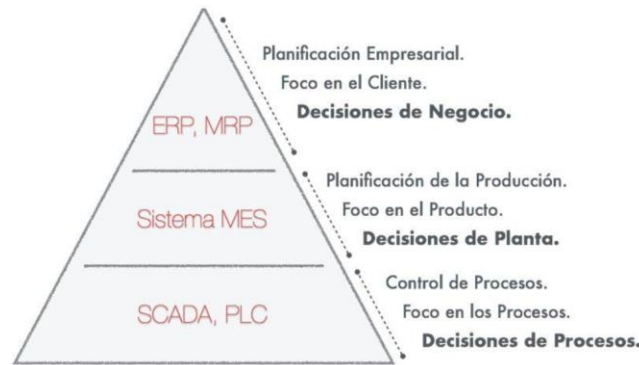 Planificación Empresarial.
Foco en el Cliente.
Decisiones de Negocio.
ERP, MRP
Planificación de la Producción.
Foco en el Producto.
Decisiones de Planta.
Sistema MES
Control de Procesos.
Foco en los Procesos.
Decisiones de Procesos.
SCADA, PLC